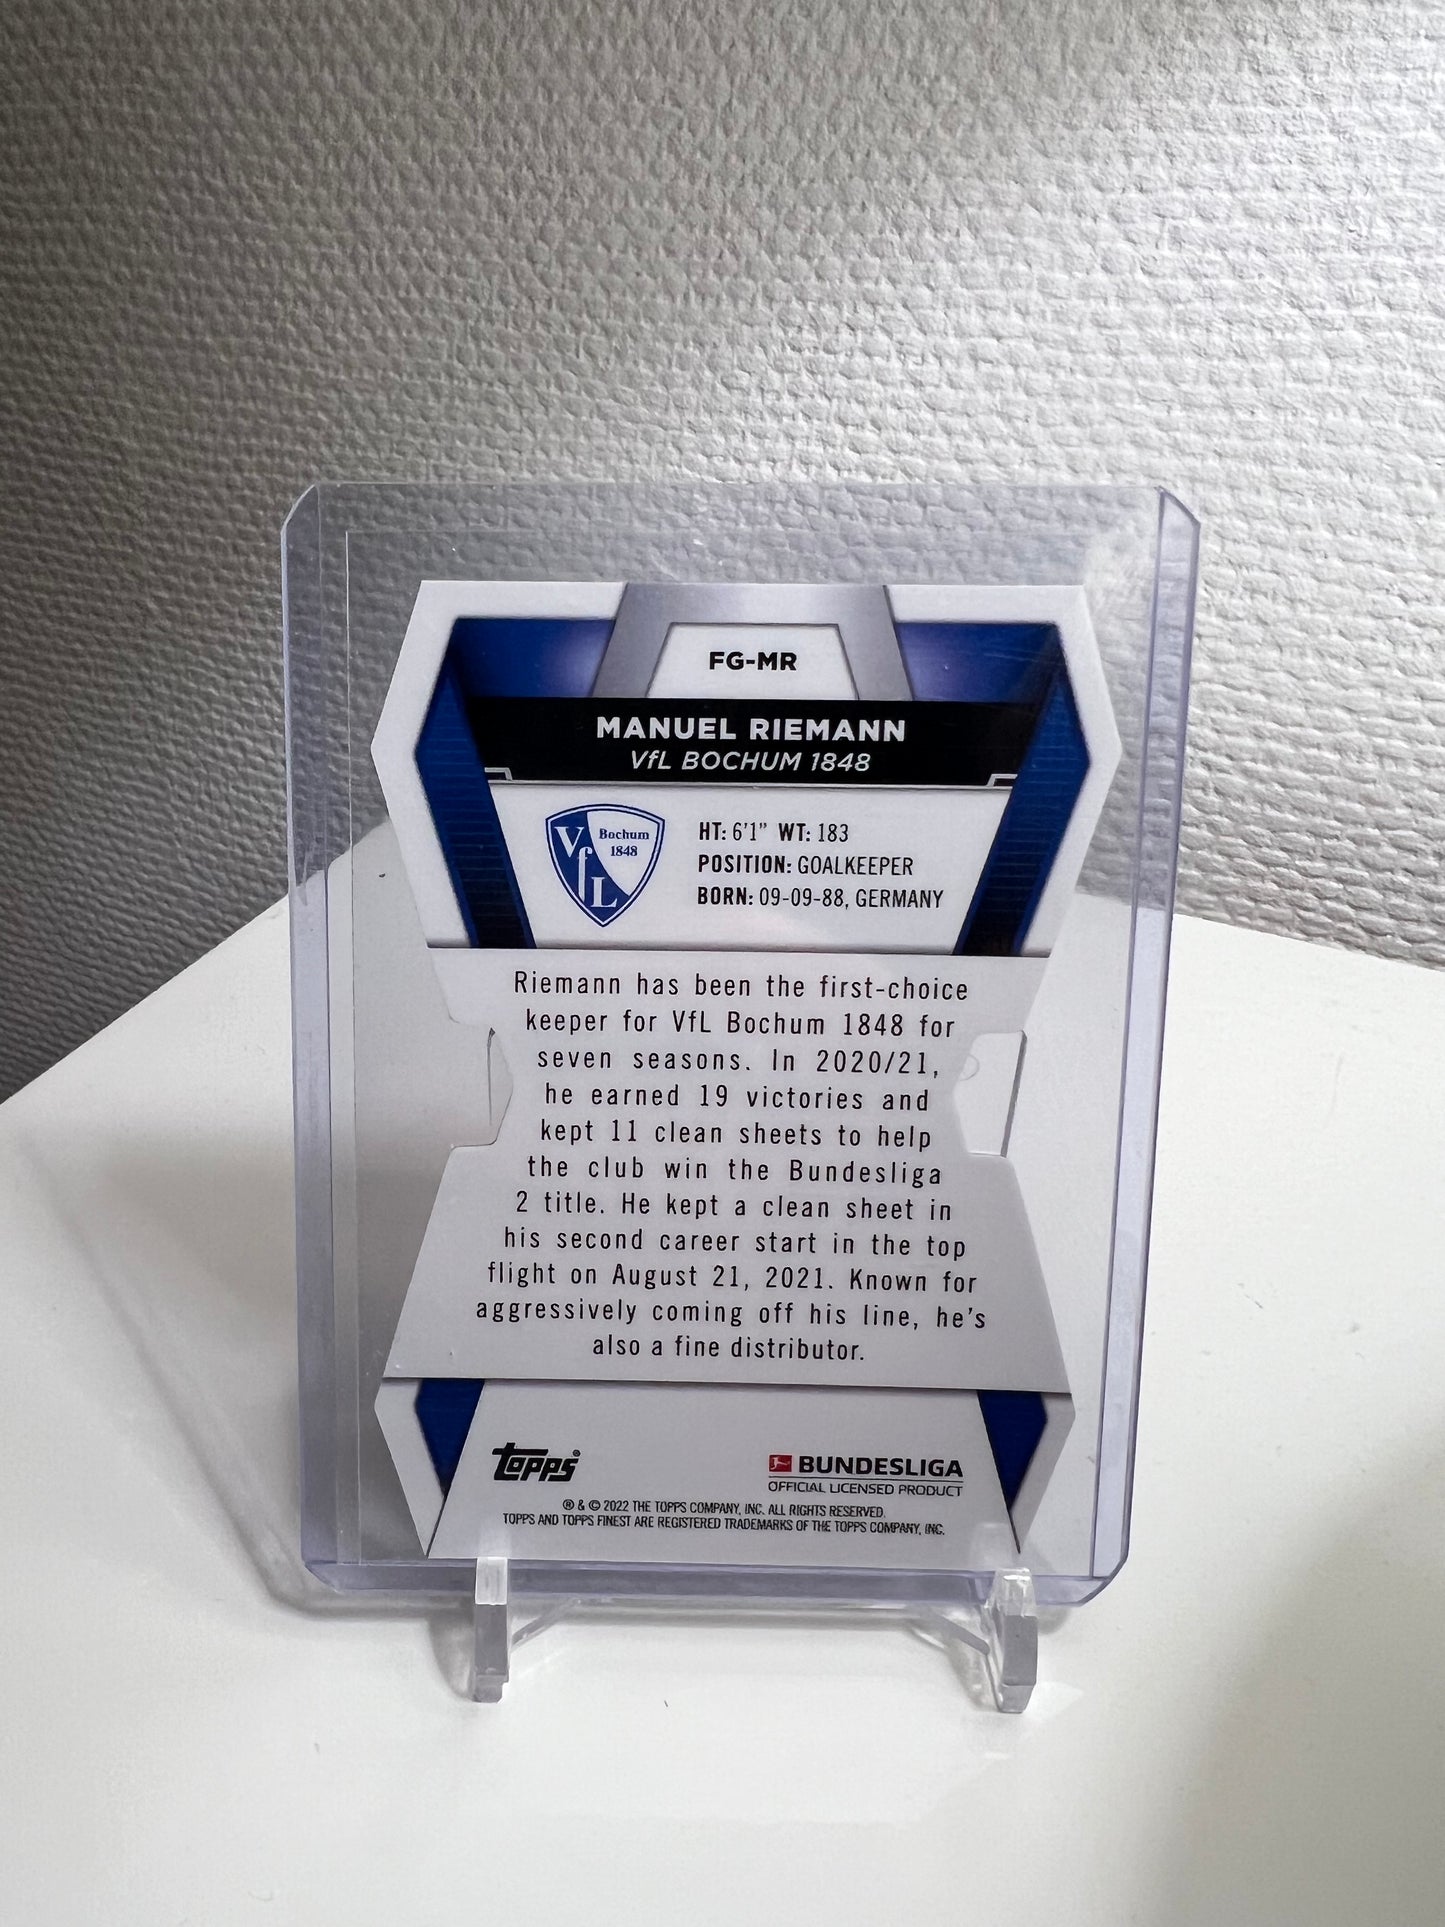 FG-MR
MANUEL RIEMANN
VfL BOCHUM 1848
VfL
Bochum
1848
HT: 6'1" WT: 183
POSITION: GOALKEEPER
BORN: 09-09-88, GERMANY
Riemann has been the first-choice
keeper for VfL Bochum 1848 for
seven seasons. In 2020/21,
he earned 19 victories and
kept 11 clean sheets to help
the club win the Bundesliga
2 title. He kept a clean sheet in
his second career start in the top
flight on August 21, 2021. Known for
aggressively coming off his line, he's
also a fine distributor.
topps®
BUNDESLIGA
OFFICIAL LICENSED PRODUCT
® & © 2022 THE TOPPS COMPANY, INC. ALL RIGHTS RESERVED.
TOPPS AND TOPPS FINEST ARE REGISTERED TRADEMARKS OF THE TOPPS COMPANY, INC.